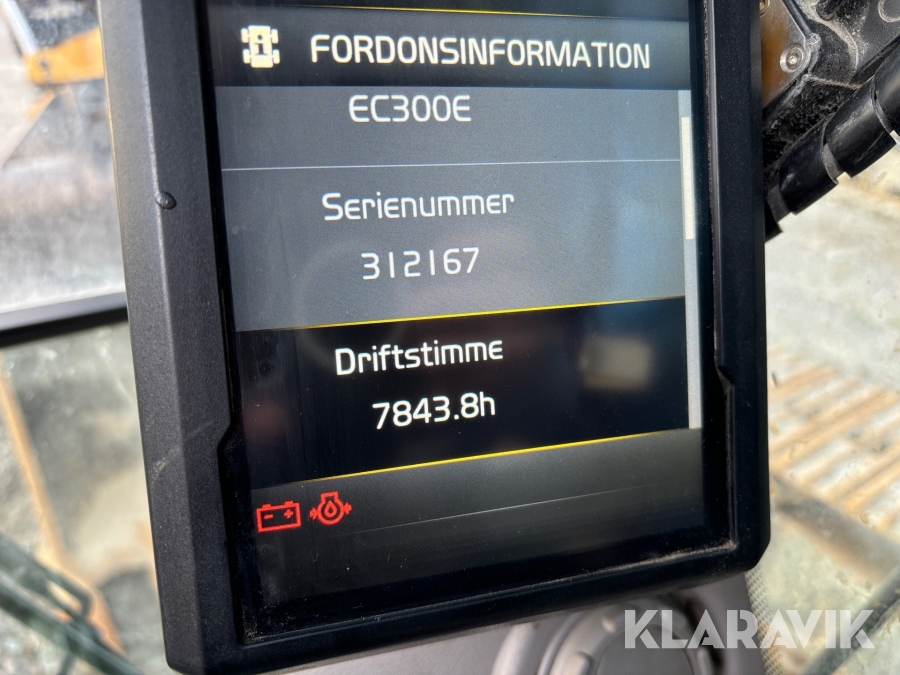 FORDONSINFORMATION
EC300E
Serienummer
312167
Driftstimme
7843.8h
KLARAVIK